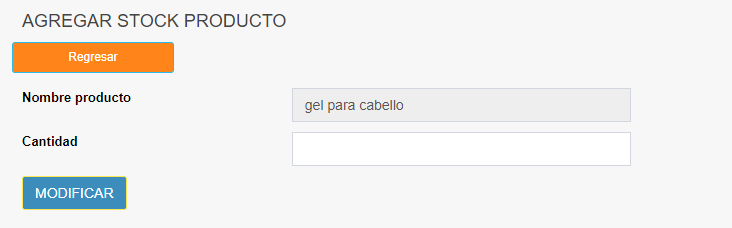 AGREGAR STOCK PRODUCTO
Regresar
Nombre producto
gel para cabello
Cantidad
MODIFICAR